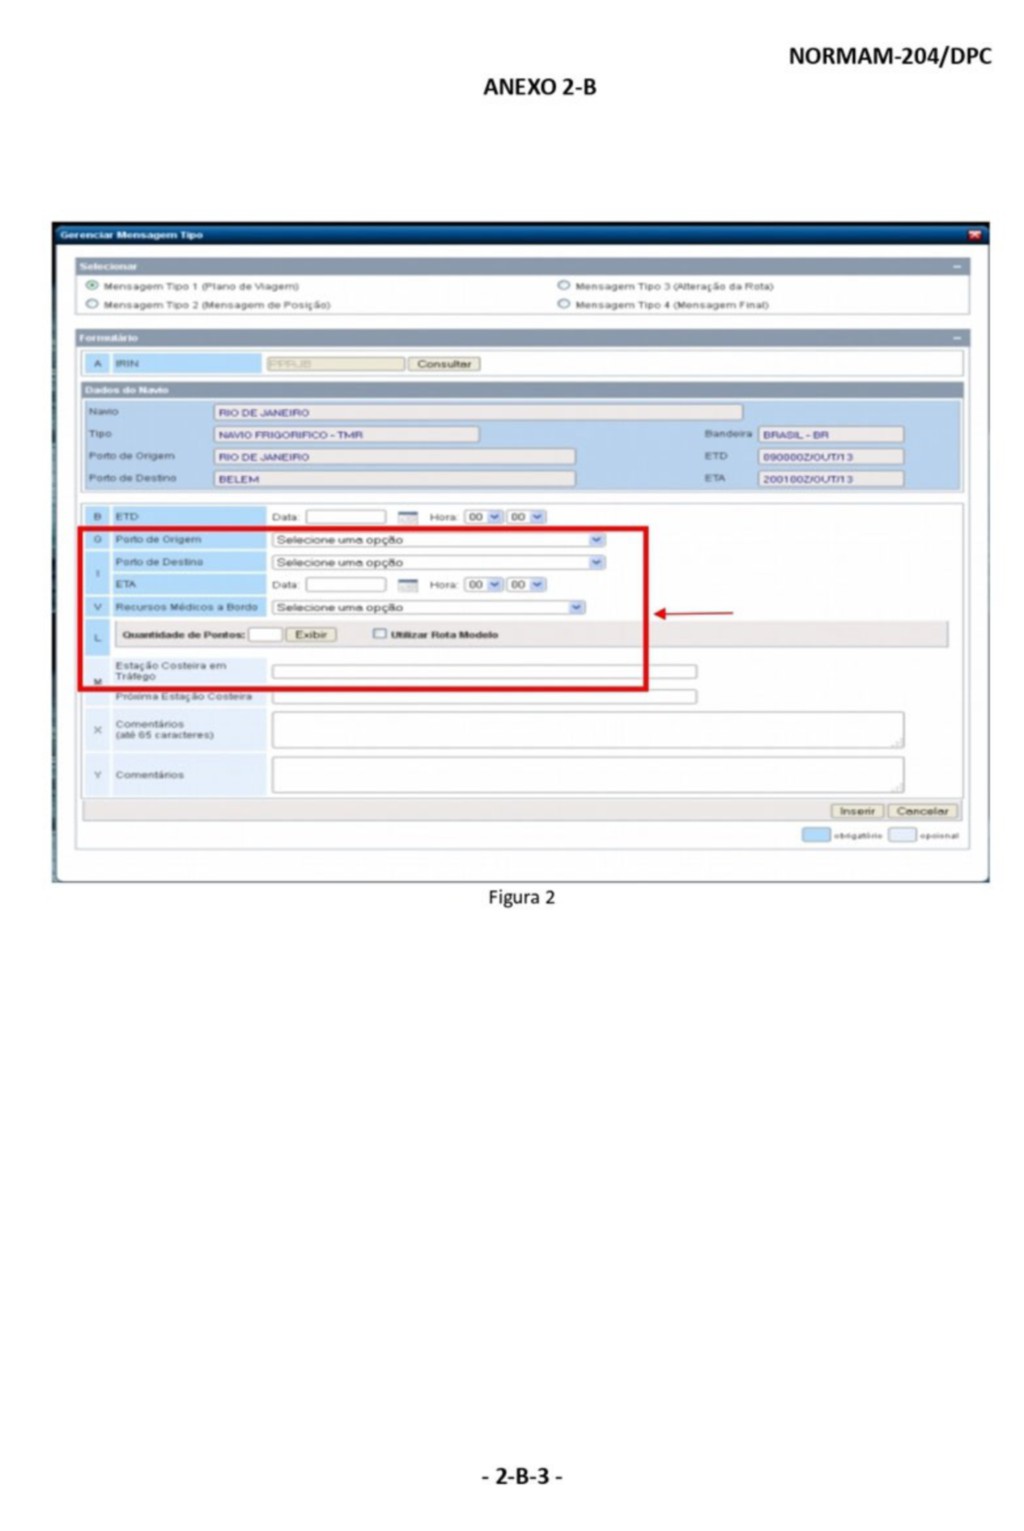 NORMAM-204/DPC
ANEXO 2-B
Gerenciar Mensagem Tipo
Selecionar
Mensagem Tipo 1 (Plano de Viagem)
Mensagem Tipo 3 (Alteração da Rota)
Mensagem Tipo 2 (Mensagem de Posição)
Mensagem Tipo 4 (Mensagem Final)
Formulário
A IRIN Consultar
Dados do Navio
Navio RIO DE JANEIRO
Tipo NAVIO FRIGORIFICO - TMR Bandeira BRASIL - BR
Porto de Origem RIO DE JANEIRO ETD 090000Z/OUT/13
Porto de Destino BELEM ETA 200100Z/OUT/13
B ETD Data: Hora: 00 00
G Porto de Origem Selecione uma opção
I Porto de Destino Selecione uma opção
ETA Data: Hora: 00 00
V Recursos Médicos a Bordo Selecione uma opção
L Quantidade de Pontos: Exibir Utilizar Rota Modelo
M Estação Costeira em
Tráfego
Próxima Estação Costeira
X Comentários
(até 65 caracteres)
Y Comentários
Inserir Cancelar
obrigatório opcional
Figura 2
- 2-B-3 -